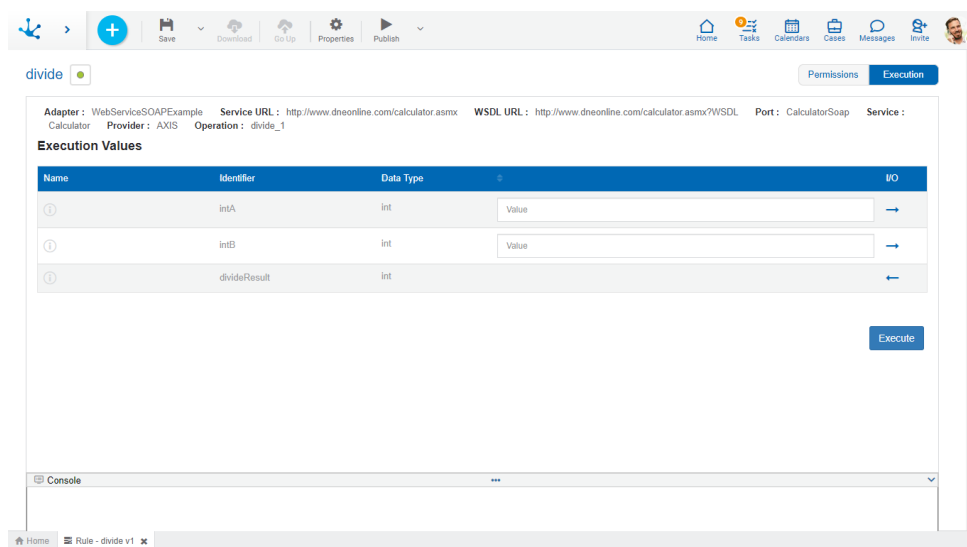 Save
Download
Go Up
Properties
Publish
Home
9
Tasks
Calendars
Cases
Messages
Invite
divide
Permissions
Execution
Adapter : WebServiceSOAPExample Service URL : http://www.dneonline.com/calculator.asmx WSDL URL : http://www.dneonline.com/calculator.asmx?WSDL Port : CalculatorSoap Service :
Calculator Provider : AXIS Operation : divide_1
Execution Values
Name Identifier Data Type I/O
intA int Value
intB int Value
divideResult int
Execute
Console
Home Rule - divide v1